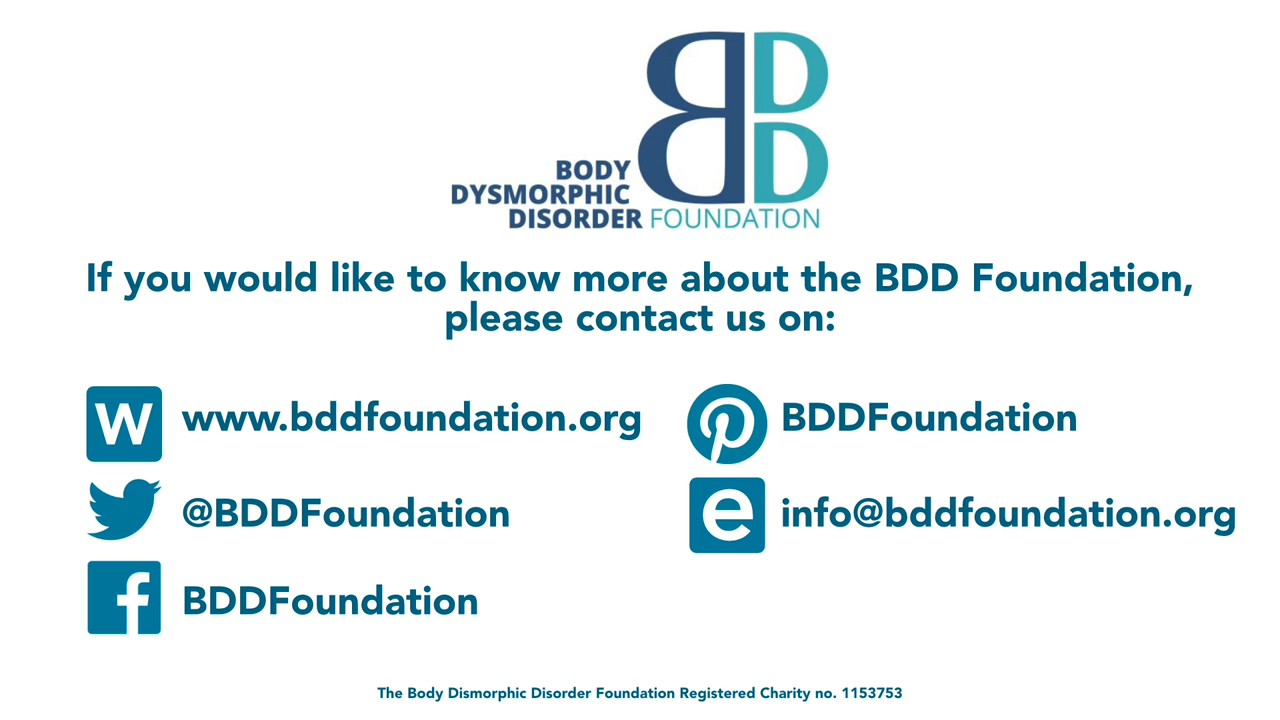 BDD
BODY
DYSMORPHIC
DISORDER FOUNDATION
If you would like to know more about the BDD Foundation,
please contact us on:
W www.bddfoundation.org
BDDFoundation
@BDDFoundation
e info@bddfoundation.org
f BDDFoundation
The Body Dismorphic Disorder Foundation Registered Charity no. 1153753